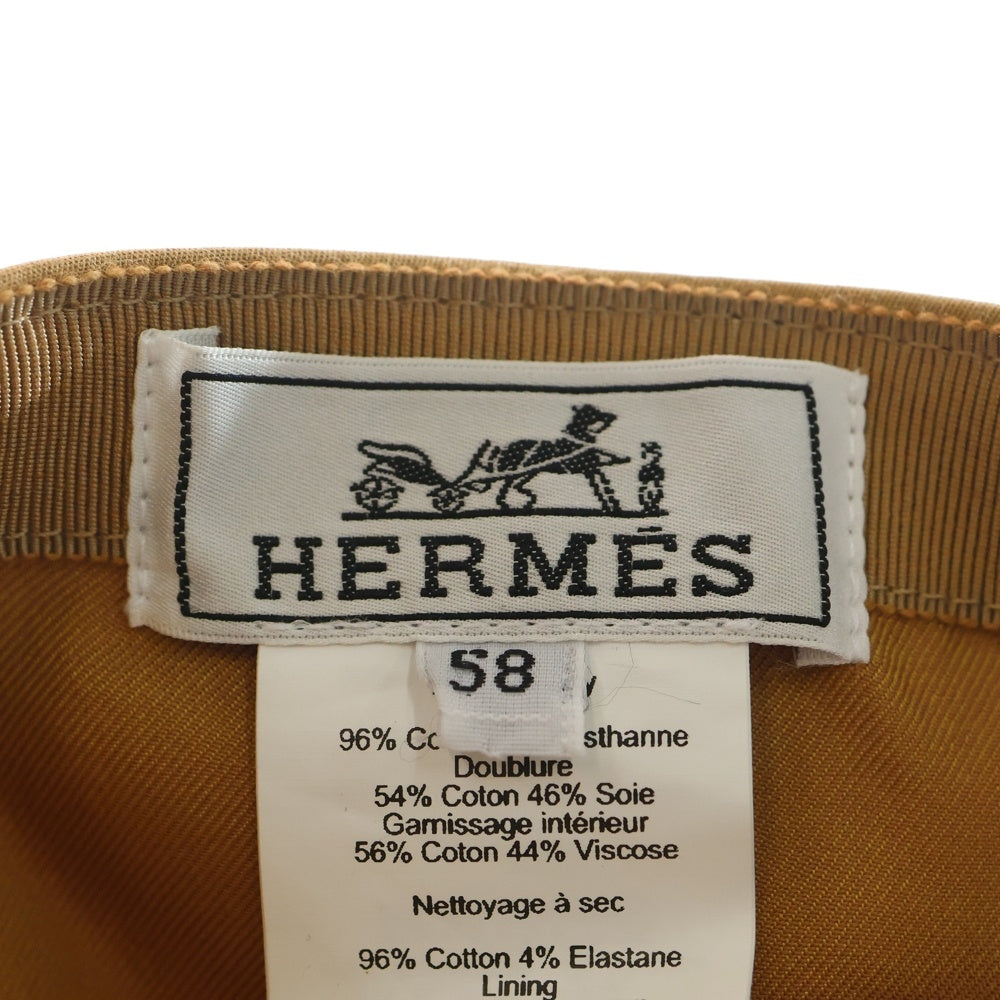 HERMÈS
58
96% sthanne
Doublure
54% Coton 46% Soie
Garnissage intérieur
56% Coton 44% Viscose
Nettoyage à sec
96% Cotton 4% Elastane
Lining